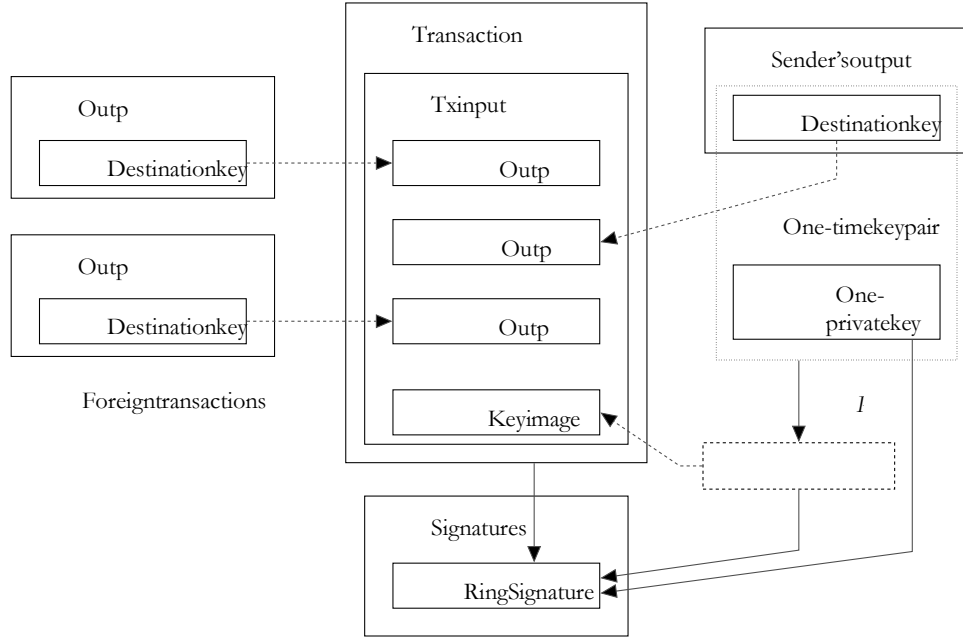 Transaction
Sender’soutput
Txinput
Outp
Destinationkey
Destinationkey
Outp
Outp
One-timekeypair
Outp
Destinationkey
Outp
One-
privatekey
Foreigntransactions
Keyimage
I
Signatures
RingSignature